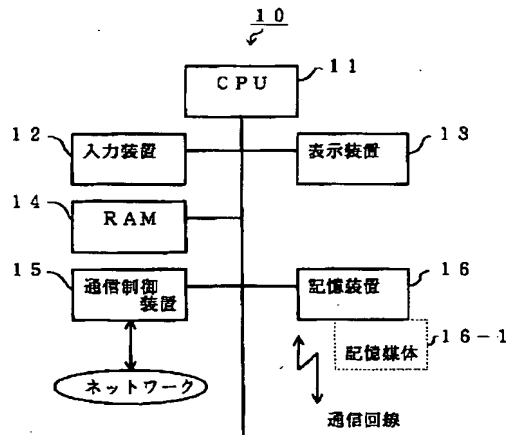 10
11
CPU
12
入力装置
13
表示装置
14
RAM
15
通信制御
装置
16
記憶装置
16-1
記憶媒体
ネットワーク
通信回線